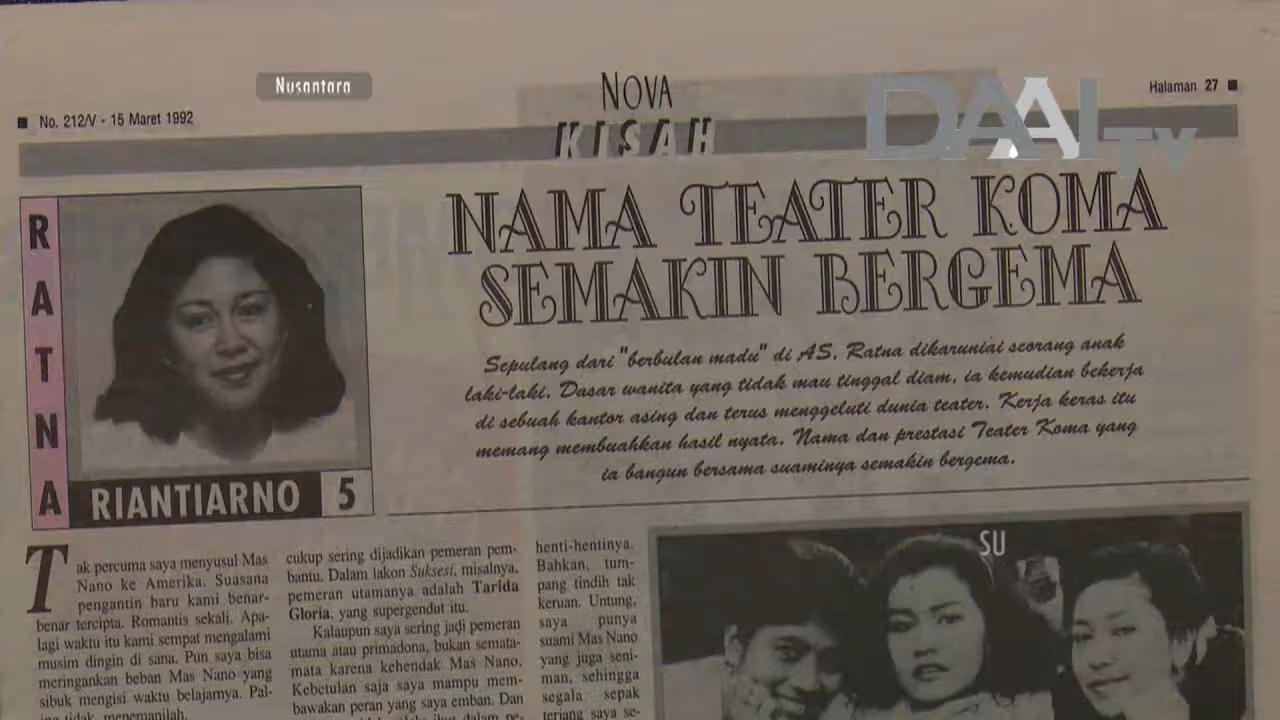 Nusantara
DAAI TV
No. 212/V - 15 Maret 1992
NOVA
KISAH
Halaman 27
RATNA
RIANTIARNO 5
NAMA TEATER KOMA
SEMAKIN BERGEMA
Sepulang dari "berbulan madu" di AS, Ratna dikaruniai seorang anak
laki-laki. Dasar wanita yang tidak mau tinggal diam, ia kemudian bekerja
di sebuah kantor asing dan terus menggeluti dunia teater. Kerja keras itu
memang membuahkan hasil nyata. Nama dan prestasi Teater Koma yang
ia bangun bersama suaminya semakin bergema.
Tak percuma saya menyusul Mas
Nano ke Amerika. Suasana
pengantin baru kami benar-
benar tercipta. Romantis sekali. Apa-
lagi waktu itu kami sempat mengalami
musim dingin di sana. Pun saya bisa
meringankan beban Mas Nano yang
sibuk mengisi waktu belajarnya. Pal-
ing tidak, menemanilah.
cukup sering dijadikan pemeran pem-
bantu. Dalam lakon Suksesi, misalnya,
pemeran utamanya adalah Tarida
Gloria, yang supergendut itu.
Kalaupun saya sering jadi pemeran
utama atau primadona, bukan semata-
mata karena kehendak Mas Nano.
Kebetulan saja saya mampu mem-
bawakan peran yang saya emban. Dan
henti-hentinya.
Bahkan, tum-
pang tindih tak
keruan. Untung,
saya punya
suami Mas Nano
yang juga seni-
man, sehingga
segala sepak
terjang saya se-
SU